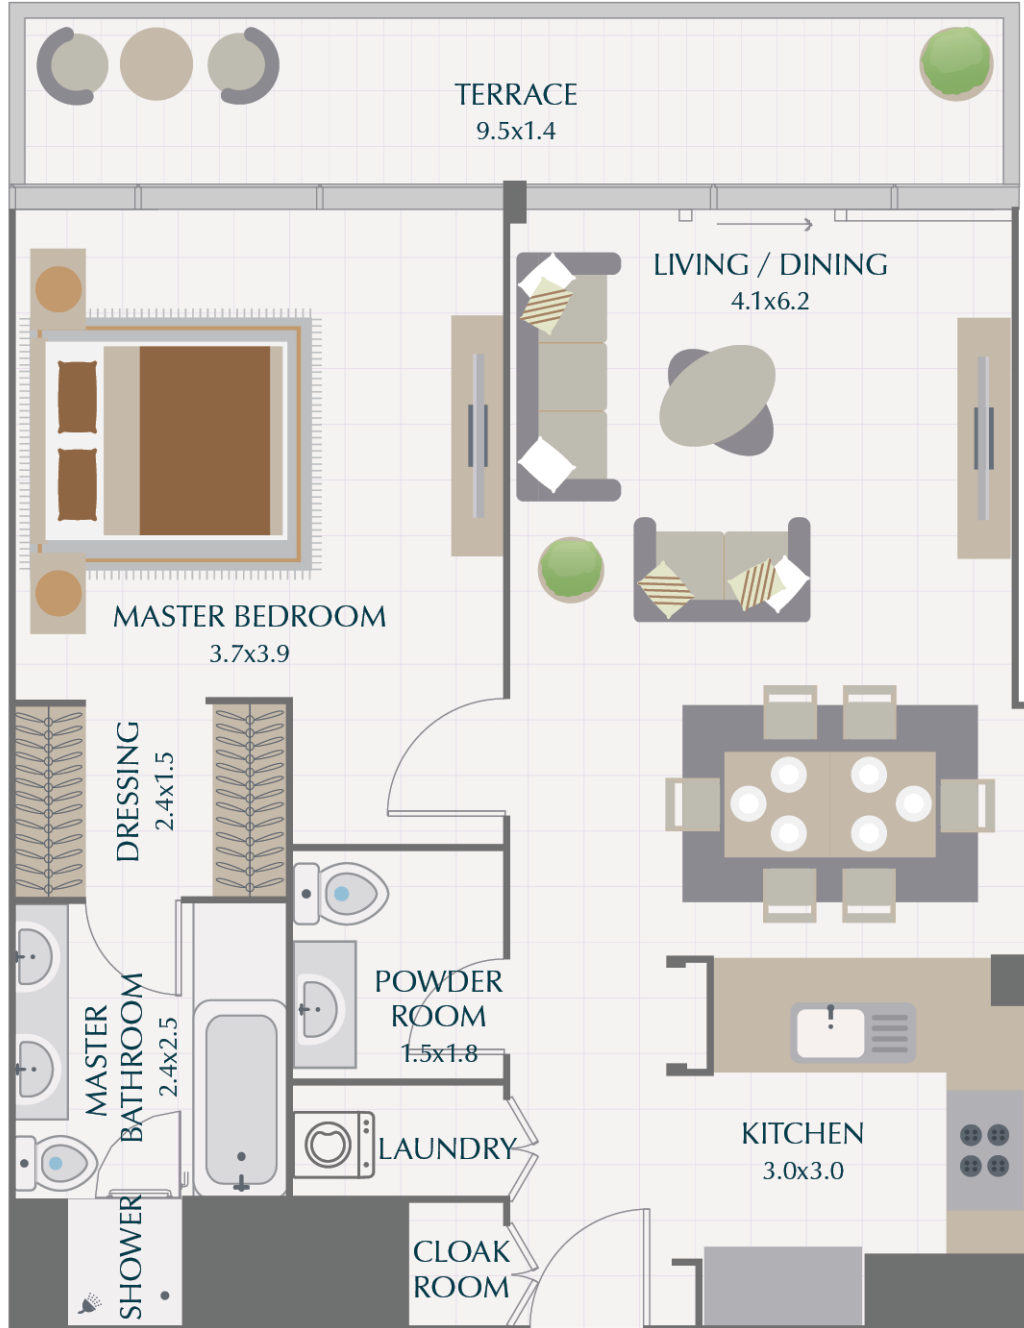 TERRACE
9.5x1.4
LIVING / DINING
4.1x6.2
MASTER BEDROOM
3.7x3.9
DRESSING
2.4x1.5
POWDER
ROOM
1.5x1.8
MASTER
BATHROOM
2.4x2.5
LAUNDRY
KITCHEN
3.0x3.0
SHOWER
CLOAK
ROOM